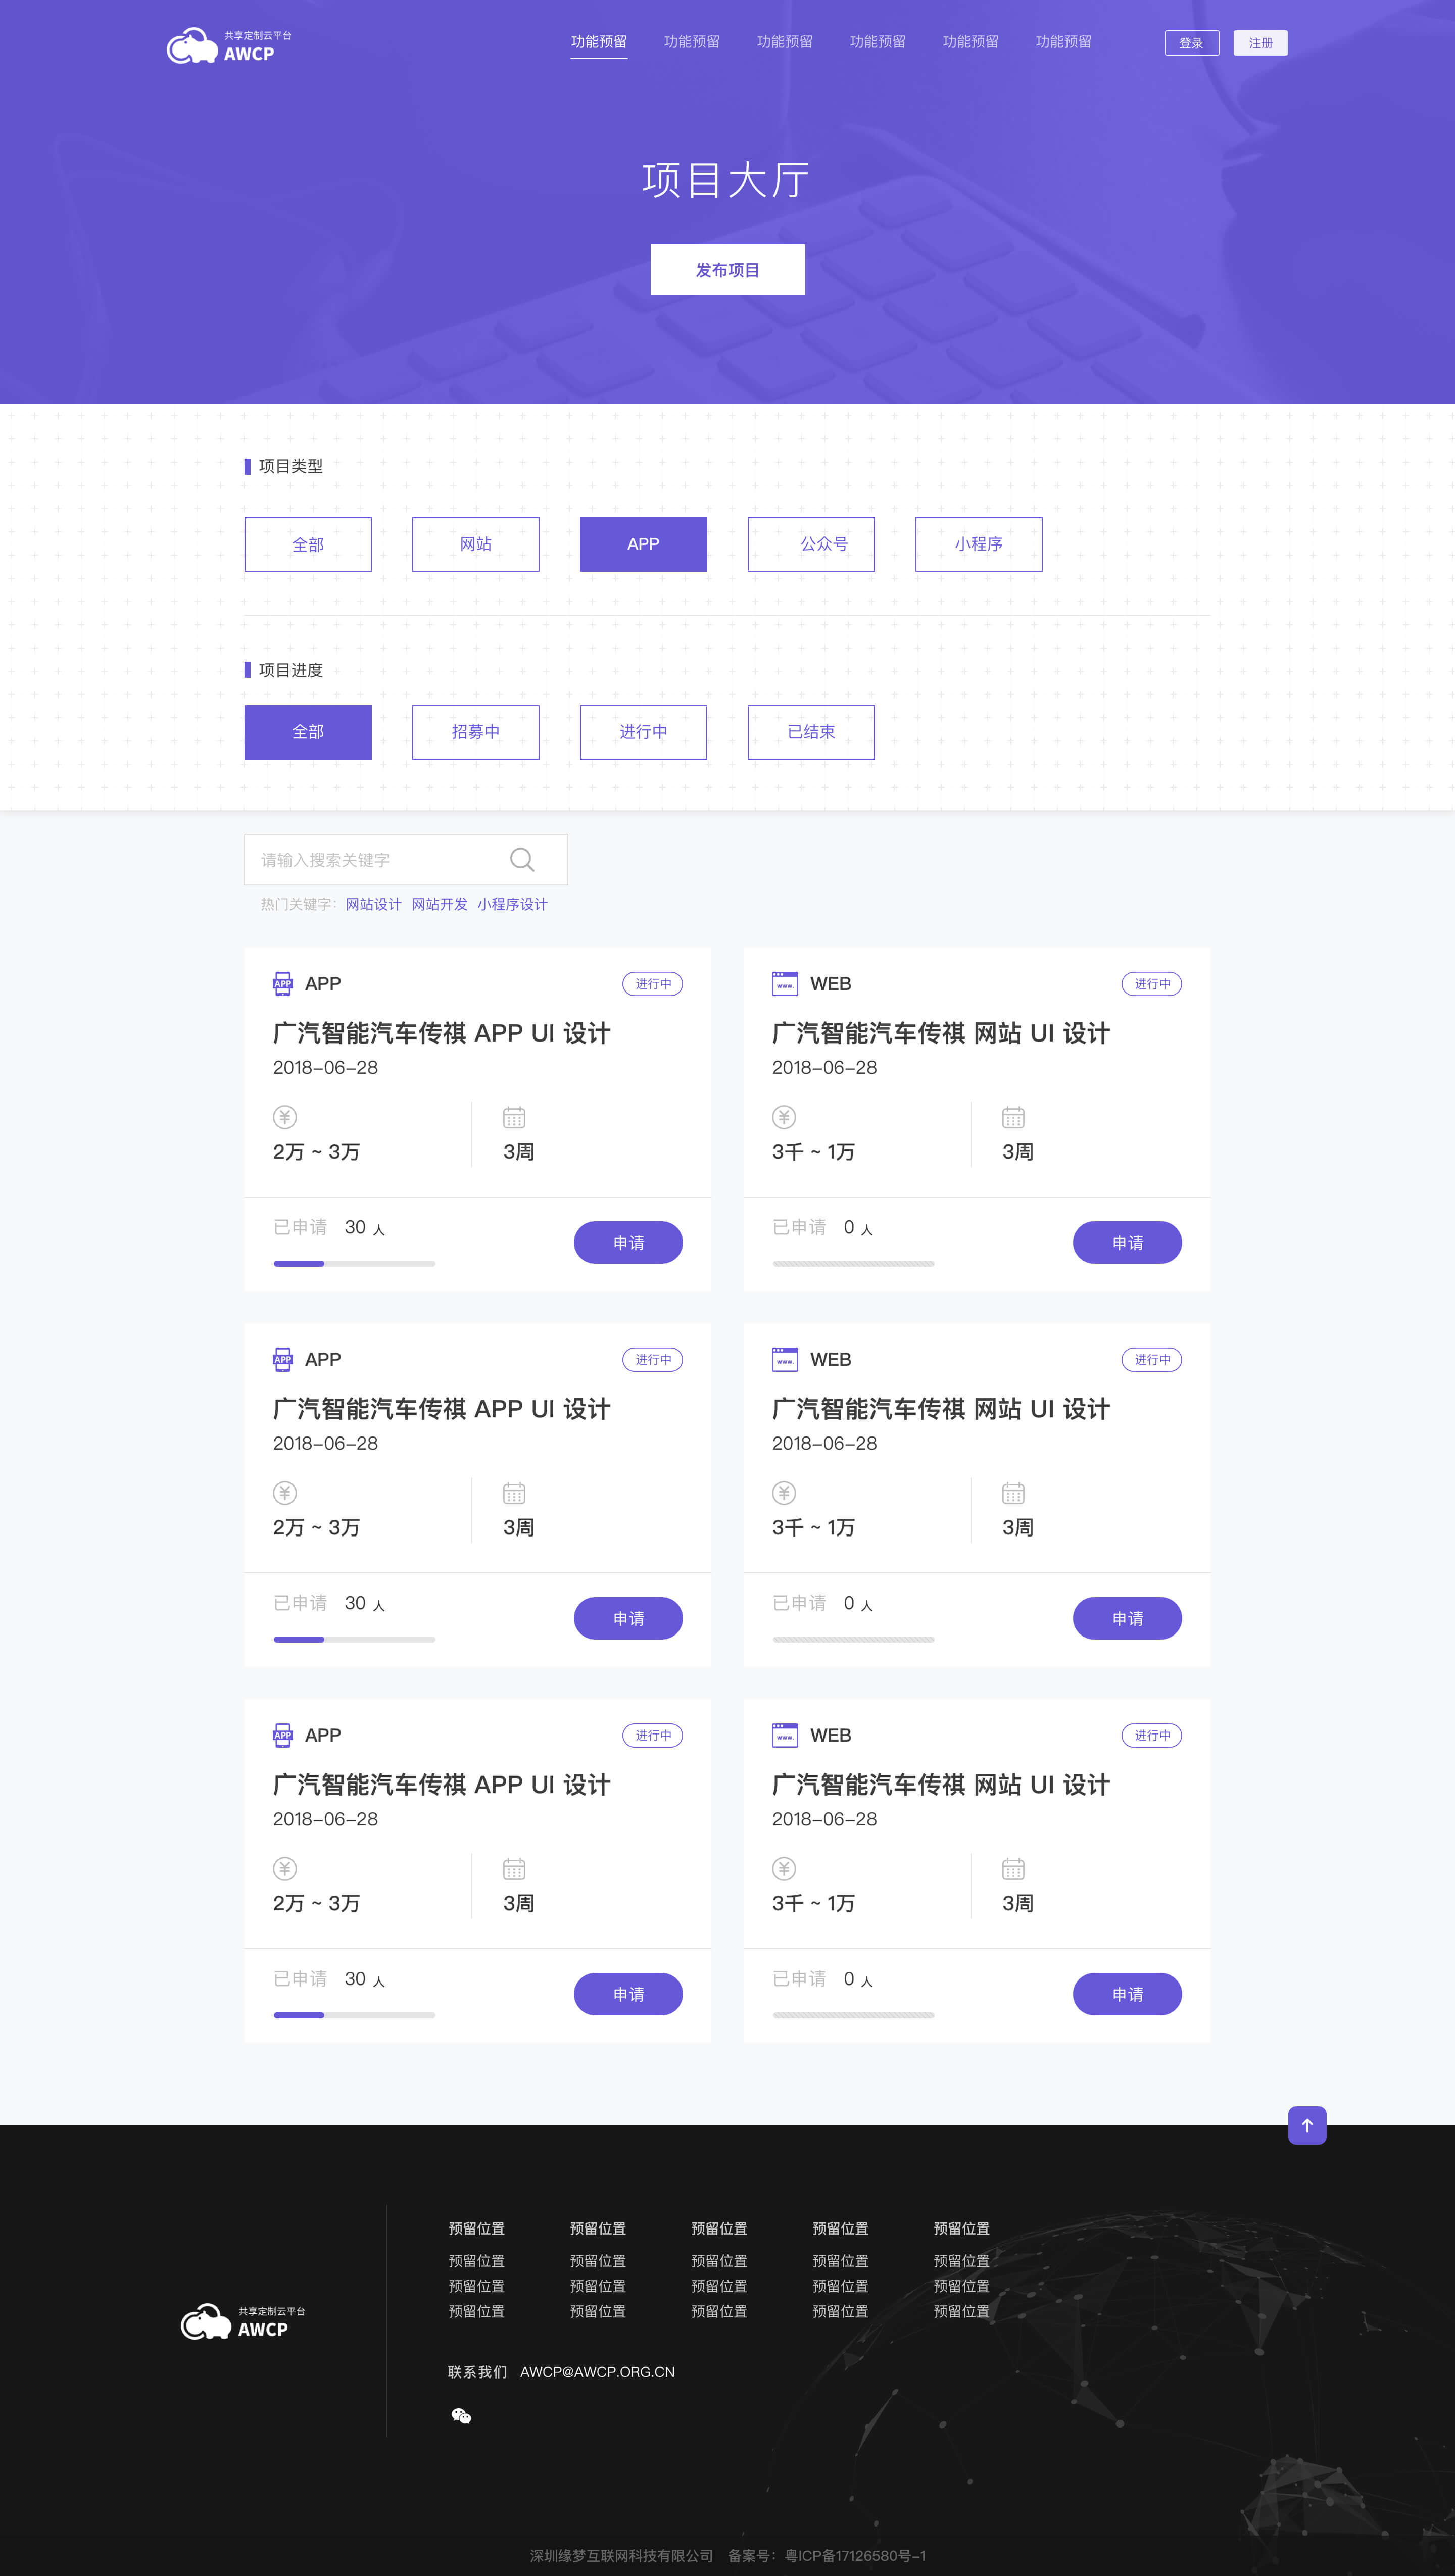 共享定制云平台
AWCP
功能预留 功能预留 功能预留 功能预留 功能预留 功能预留
登录 注册
项目大厅
发布项目
项目类型
全部 网站 APP 公众号 小程序
项目进度
全部 招募中 进行中 已结束
请输入搜索关键字
热门关键字: 网站设计 网站开发 小程序设计
APP APP 进行中
广汽智能汽车传祺 APP UI 设计
2018-06-28
¥
2万 ~ 3万 3周
已申请 30 人
申请
www. WEB 进行中
广汽智能汽车传祺 网站 UI 设计
2018-06-28
¥
3千 ~ 1万 3周
已申请 0 人
申请
APP APP 进行中
广汽智能汽车传祺 APP UI 设计
2018-06-28
¥
2万 ~ 3万 3周
已申请 30 人
申请
www. WEB 进行中
广汽智能汽车传祺 网站 UI 设计
2018-06-28
¥
3千 ~ 1万 3周
已申请 0 人
申请
APP APP 进行中
广汽智能汽车传祺 APP UI 设计
2018-06-28
¥
2万 ~ 3万 3周
已申请 30 人
申请
www. WEB 进行中
广汽智能汽车传祺 网站 UI 设计
2018-06-28
¥
3千 ~ 1万 3周
已申请 0 人
申请
共享定制云平台
AWCP
预留位置 预留位置 预留位置 预留位置 预留位置
预留位置 预留位置 预留位置 预留位置 预留位置
预留位置 预留位置 预留位置 预留位置 预留位置
预留位置 预留位置 预留位置 预留位置 预留位置
联系我们 AWCP@AWCP.ORG.CN
深圳缘梦互联网科技有限公司 备案号：粤ICP备17126580号-1